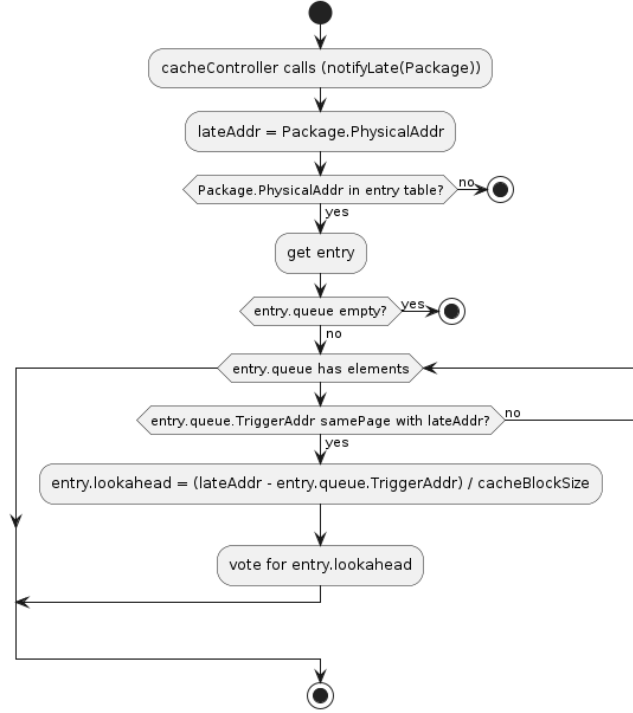 cacheController calls (notifyLate(Package))
lateAddr = Package.PhysicalAddr
Package.PhysicalAddr in entry table?
no
yes
get entry
entry.queue empty?
yes
no
entry.queue has elements
entry.queue.TriggerAddr samePage with lateAddr?
no
yes
entry.lookahead = (lateAddr - entry.queue.TriggerAddr) / cacheBlockSize
vote for entry.lookahead